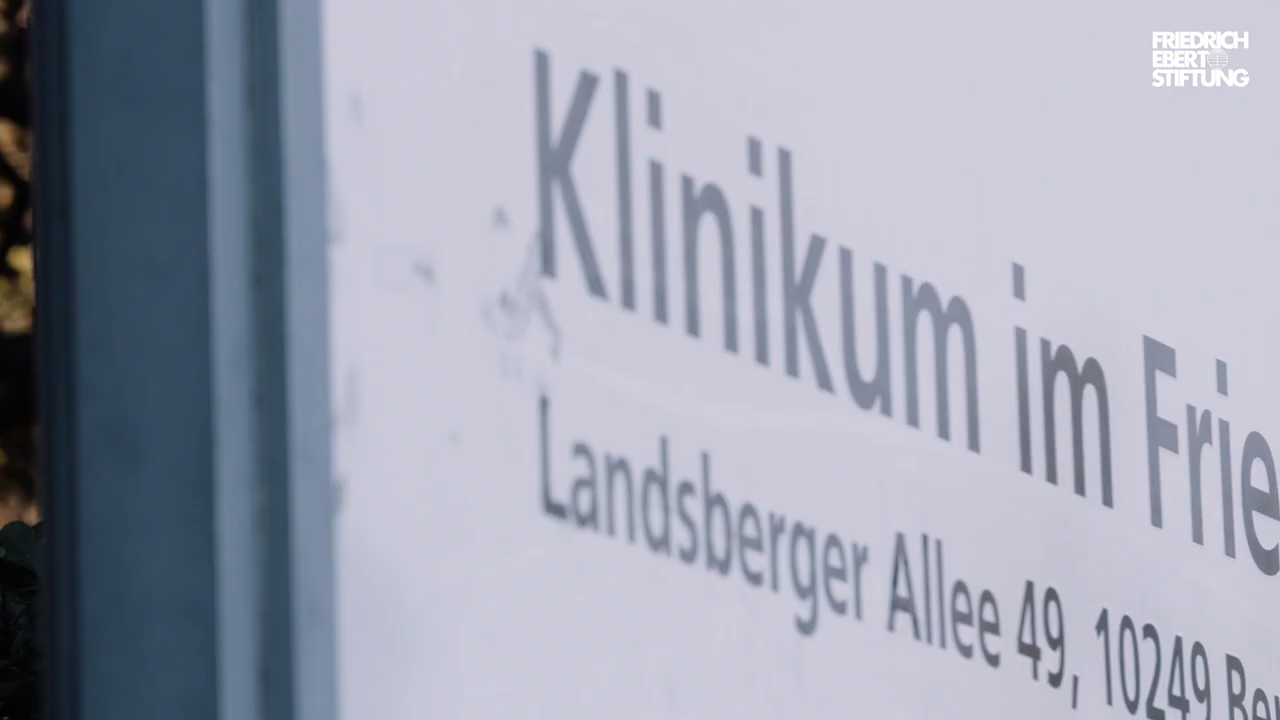 FRIEDRICH
EBERT
STIFTUNG
Klinikum im Frie
Landsberger Allee 49, 10249 Be